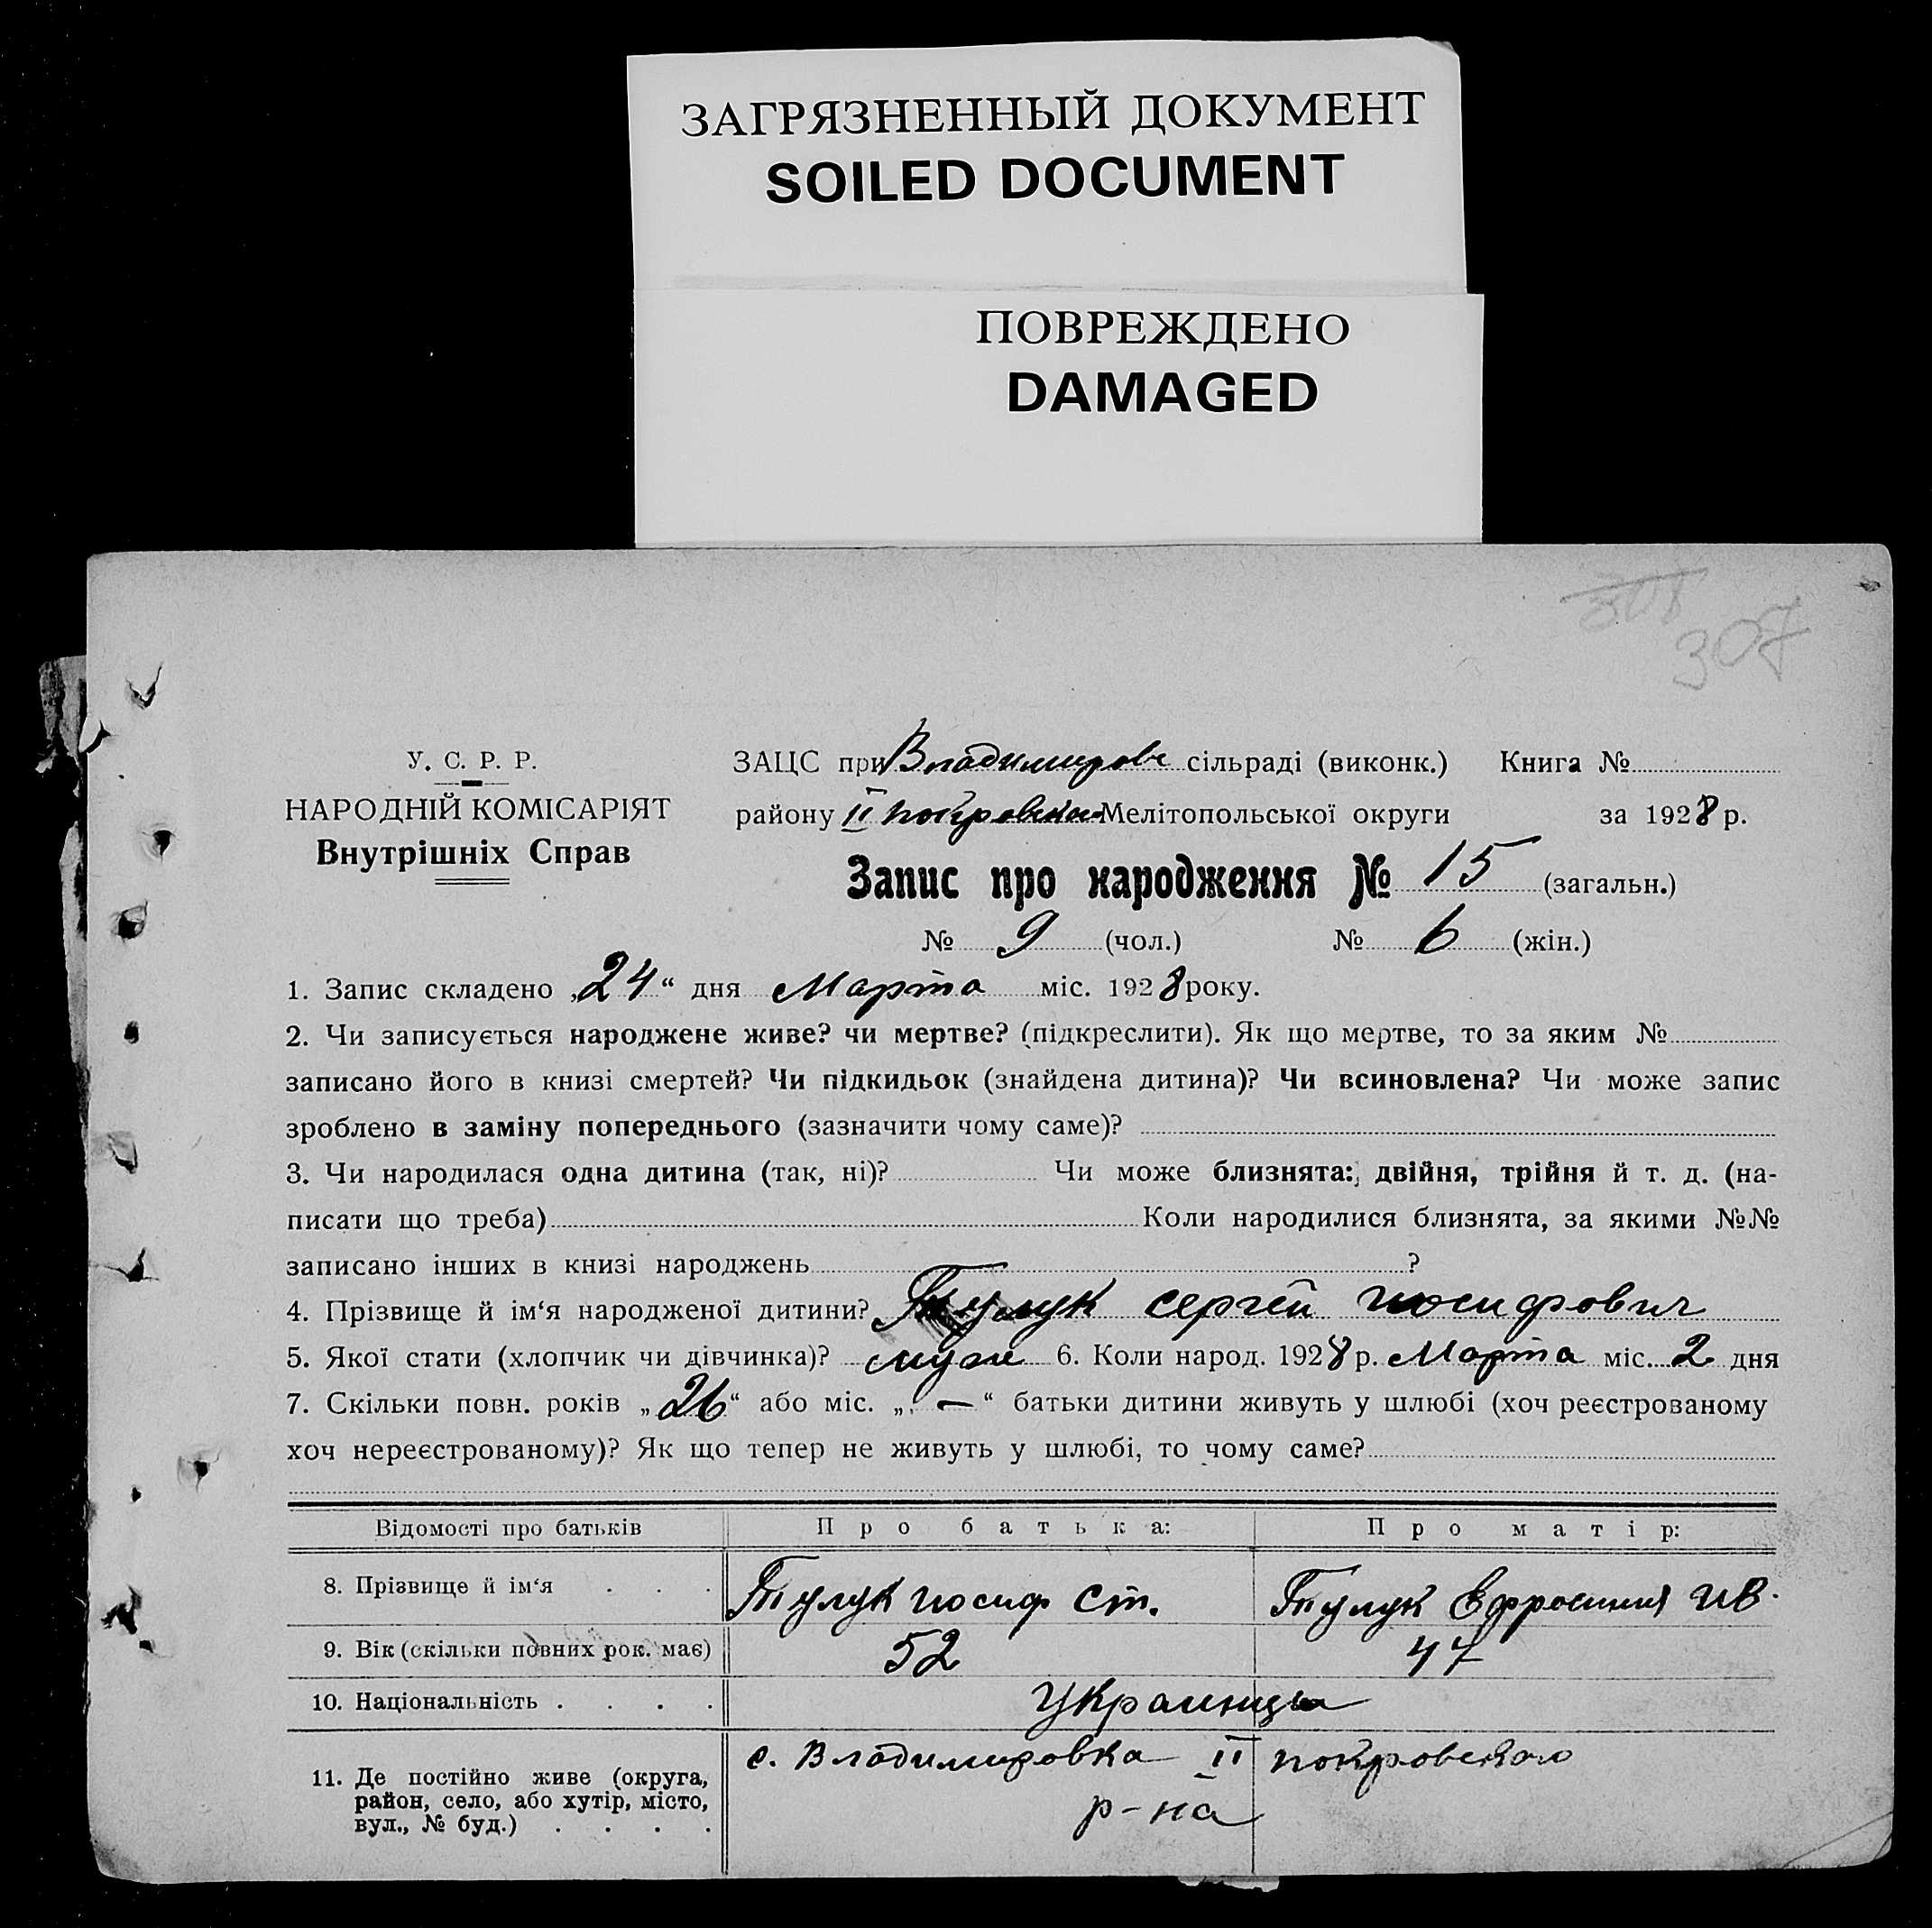 ЗАГРЯЗНЕННЫЙ ДОКУМЕНТ
SOILED DOCUMENT
ПОВРЕЖДЕНО
DAMAGED
307
У. С. Р. Р.
НАРОДНІЙ КОМІСАРІЯТ
Внутрішніх Справ
ЗАЦС при Владимиров сільраді (виконк.) Книга №
району II покровска Мелітопольської округи за 1928 р.
Запис про народження № 15 (загальн.)
№ 9 (чол.) № 6 (жін.)
1. Запис складено „24“ дня Марта міс. 1928 року.
2. Чи записується народжене живе? чи мертве? (підкреслити). Як що мертве, то за яким №
записано його в книзі смертей? Чи підкидьок (знайдена дитина)? Чи всиновлена? Чи може запис
зроблено в заміну попереднього (зазначити чому саме)?
3. Чи народилася одна дитина (так, ні)? Чи може близнята: двійня, трійня й т. д. (на-
писати що треба) Коли народилися близнята, за якими №№
записано інших в книзі народжень ?
4. Прізвище й ім‘я народженої дитини? Тулук сергей иосифович
5. Якої стати (хлопчик чи дівчинка)? муж 6. Коли народ. 1928 р. Марта міс. 2 дня
7. Скільки повн. років „26“ або міс. „—“ батьки дитини живуть у шлюбі (хоч реєстрованому
хоч нереєстрованому)? Як що тепер не живуть у шлюбі, то чому саме?
Відомості про батьків Про батька: Про матір:
8. Прізвище й ім‘я . . . Тулук иосиф Ст. Тулук Ефросиния ив.
9. Вік (скільки повних рок. має) 52 47
10. Національність . . . . Украинцы
11. Де постійно живе (округа, с. Владимировка II покровского
район, село, або хутір, місто, р-на
вул., № буд.) . . . .